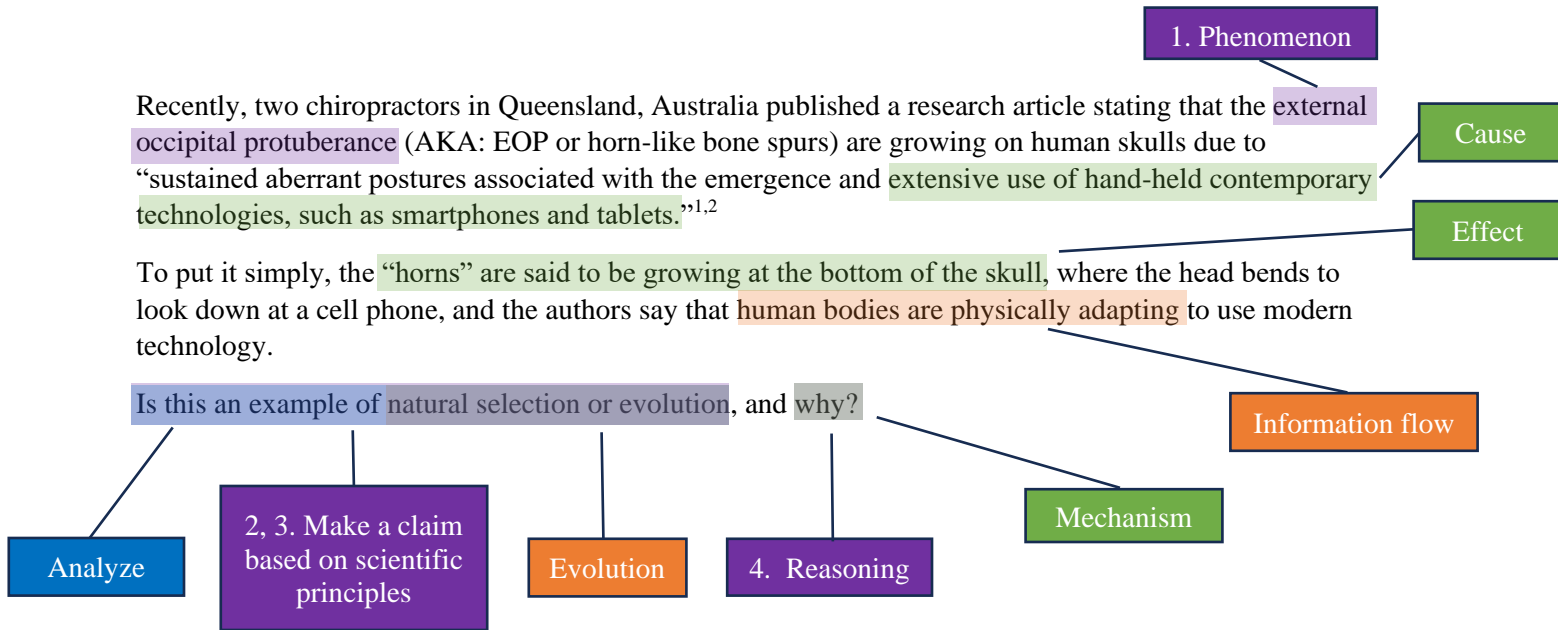 1. Phenomenon
Recently, two chiropractors in Queensland, Australia published a research article stating that the external
occipital protuberance (AKA: EOP or horn-like bone spurs) are growing on human skulls due to
“sustained aberrant postures associated with the emergence and extensive use of hand-held contemporary
technologies, such as smartphones and tablets.”1,2
Cause
Effect
To put it simply, the “horns” are said to be growing at the bottom of the skull, where the head bends to
look down at a cell phone, and the authors say that human bodies are physically adapting to use modern
technology.
Is this an example of natural selection or evolution, and why?
Information flow
Mechanism
2, 3. Make a claim
based on scientific
principles
Analyze
Evolution
4. Reasoning